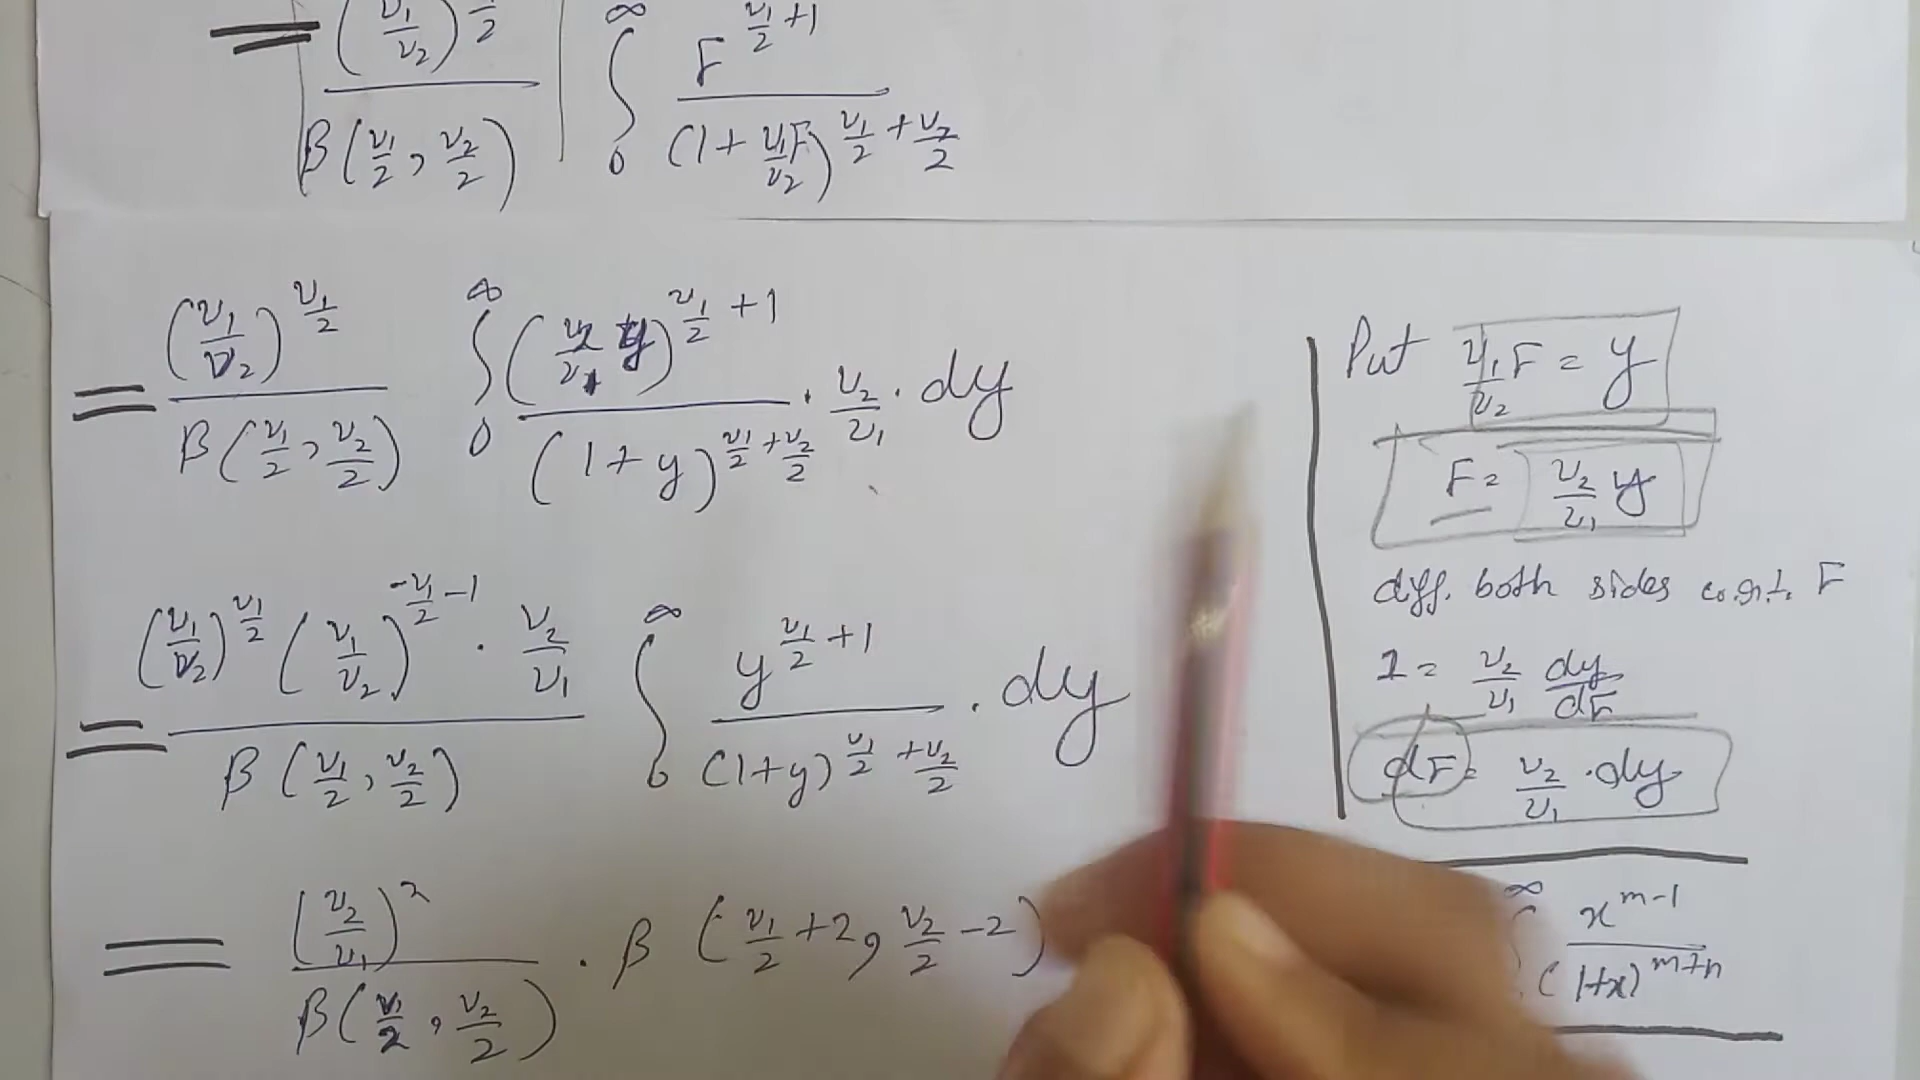 = (ν₁/ν₂)^(ν₁/2) / β(ν₁/2, ν₂/2) ∫₀^∞ F^(ν₁/2 + 1) / (1 + ν₁F/ν₂)^(ν₁/2 + ν₂/2)
= (ν₁/ν₂)^(ν₁/2) / β(ν₁/2, ν₂/2) ∫₀^∞ (ν₂/ν₁ y)^(ν₁/2 + 1) / (1 + y)^(ν₁/2 + ν₂/2) · ν₂/ν₁ · dy
= (ν₁/ν₂)^(ν₁/2) (ν₁/ν₂)^(-ν₁/2 - 1) · ν₂/ν₁ / β(ν₁/2, ν₂/2) ∫₀^∞ y^(ν₁/2 + 1) / (1+y)^(ν₁/2 + ν₂/2) · dy
= (ν₂/ν₁)² / β(ν₁/2, ν₂/2) · β (ν₁/2 + 2, ν₂/2 - 2)
Put ν₁/ν₂ F = y
F = ν₂/ν₁ y
diff. both sides w.r.t. F
1 = ν₂/ν₁ dy/dF
dF = ν₂/ν₁ · dy
∫^∞ x^(m-1) / (1+x)^(m+n)